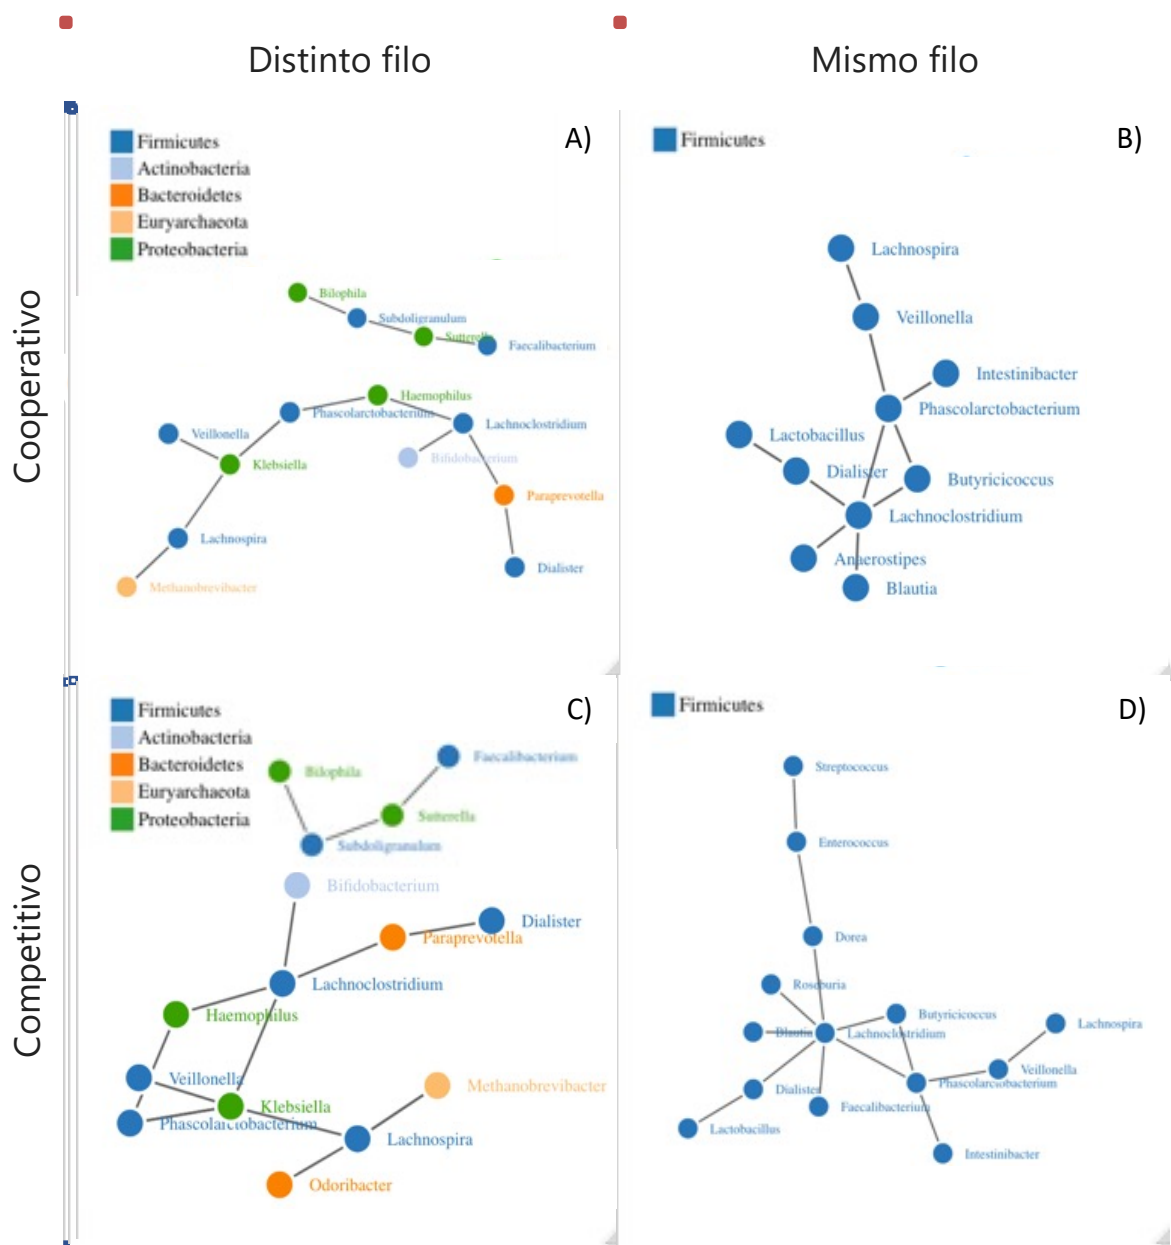 Distinto filo
Mismo filo
Cooperativo
A)
Firmicutes
Actinobacteria
Bacteroidetes
Euryarchaeota
Proteobacteria
Bilophila
Subdoligranulum
Sutterella
Faecalibacterium
Haemophilus
Phascolarctobacterium
Lachnoclostridium
Veillonella
Bifidobacterium
Klebsiella
Paraprevotella
Lachnospira
Dialister
Methanobrevibacter
B)
Firmicutes
Lachnospira
Veillonella
Intestinibacter
Phascolarctobacterium
Lactobacillus
Dialister
Butyricicoccus
Lachnoclostridium
Anaerostipes
Blautia
Competitivo
C)
Firmicutes
Actinobacteria
Bacteroidetes
Euryarchaeota
Proteobacteria
Faecalibacterium
Bilophila
Sutterella
Subdoligranulum
Bifidobacterium
Dialister
Paraprevotella
Lachnoclostridium
Haemophilus
Veillonella
Methanobrevibacter
Klebsiella
Phascolarctobacterium
Lachnospira
Odoribacter
D)
Firmicutes
Streptococcus
Enterococcus
Dorea
Roseburia
Butyricicoccus
Lachnospira
Blautia
Lachnoclostridium
Veillonella
Phascolarctobacterium
Dialister
Faecalibacterium
Lactobacillus
Intestinibacter